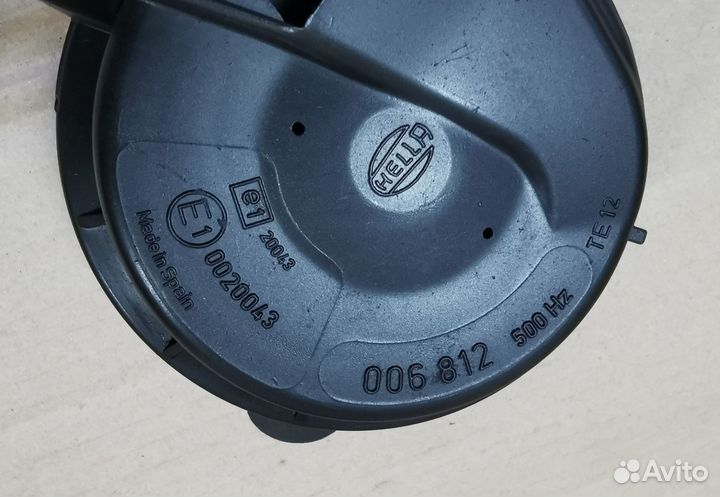 HELLA
e1
20043
E1
0020043
Made In Spain
TE 12
006 812
500 Hz
Avito